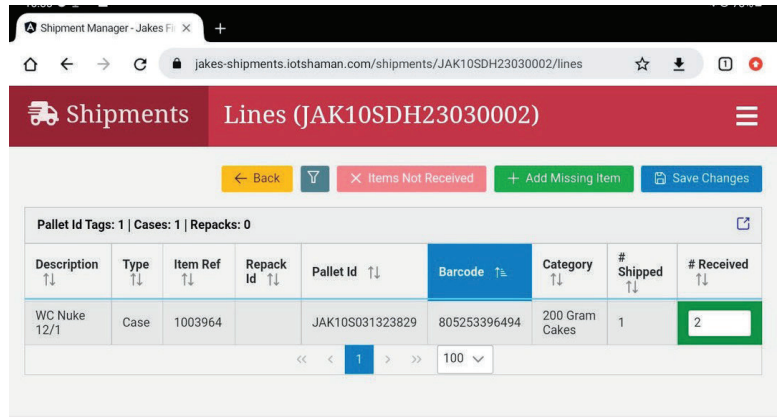 Shipment Manager - Jakes Fi
jakes-shipments.iotshaman.com/shipments/JAK10SDH23030002/lines
1
Shipments Lines (JAK10SDH23030002)
Back Items Not Received Add Missing Item Save Changes
Pallet Id Tags: 1 | Cases: 1 | Repacks: 0
Description Type Item Ref Repack Id Pallet Id Barcode Category # Shipped # Received
WC Nuke 12/1 Case 1003964 JAK10S031323829 805253396494 200 Gram Cakes 1 2
<< < 1 > >> 100